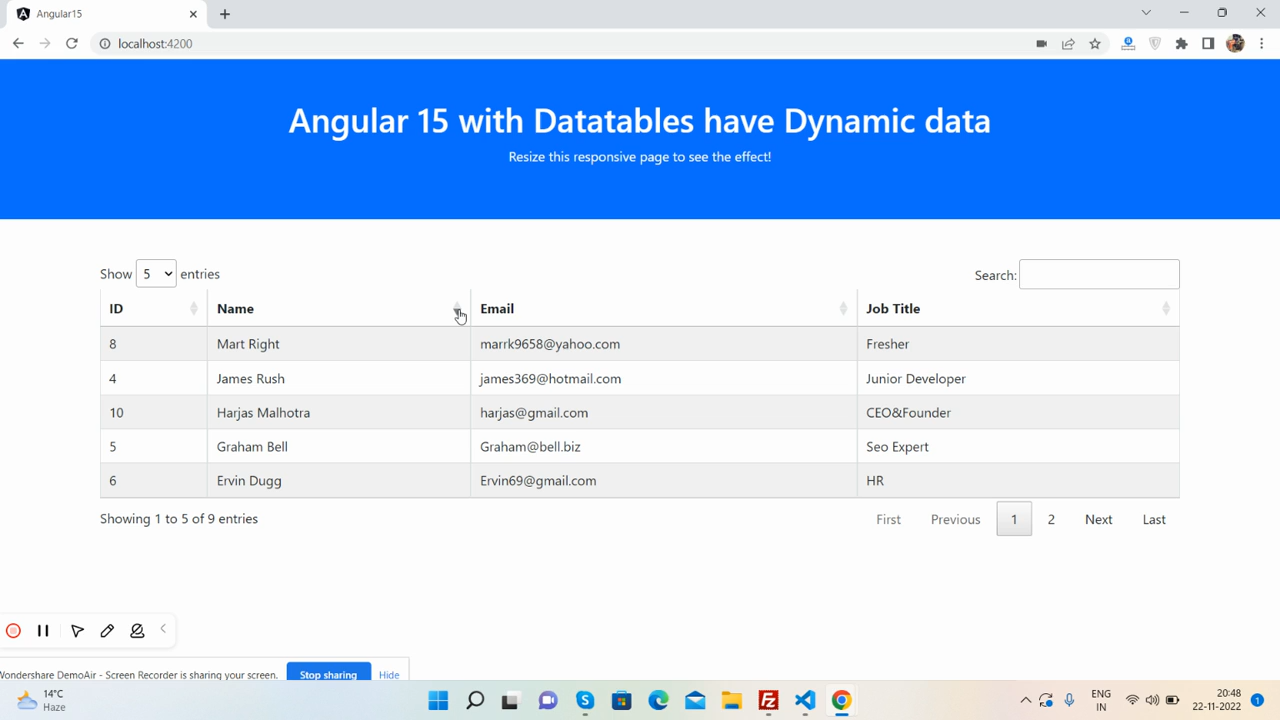 Angular15
localhost:4200
Angular 15 with Datatables have Dynamic data
Resize this responsive page to see the effect!
Show 5 entries
Search:
ID Name Email Job Title
8 Mart Right marrk9658@yahoo.com Fresher
4 James Rush james369@hotmail.com Junior Developer
10 Harjas Malhotra harjas@gmail.com CEO&Founder
5 Graham Bell Graham@bell.biz Seo Expert
6 Ervin Dugg Ervin69@gmail.com HR
Showing 1 to 5 of 9 entries
First Previous 1 2 Next Last
Wondershare DemoAir - Screen Recorder is sharing your screen. Stop sharing Hide
14°C
Haze
ENG
IN
20:48
22-11-2022
1